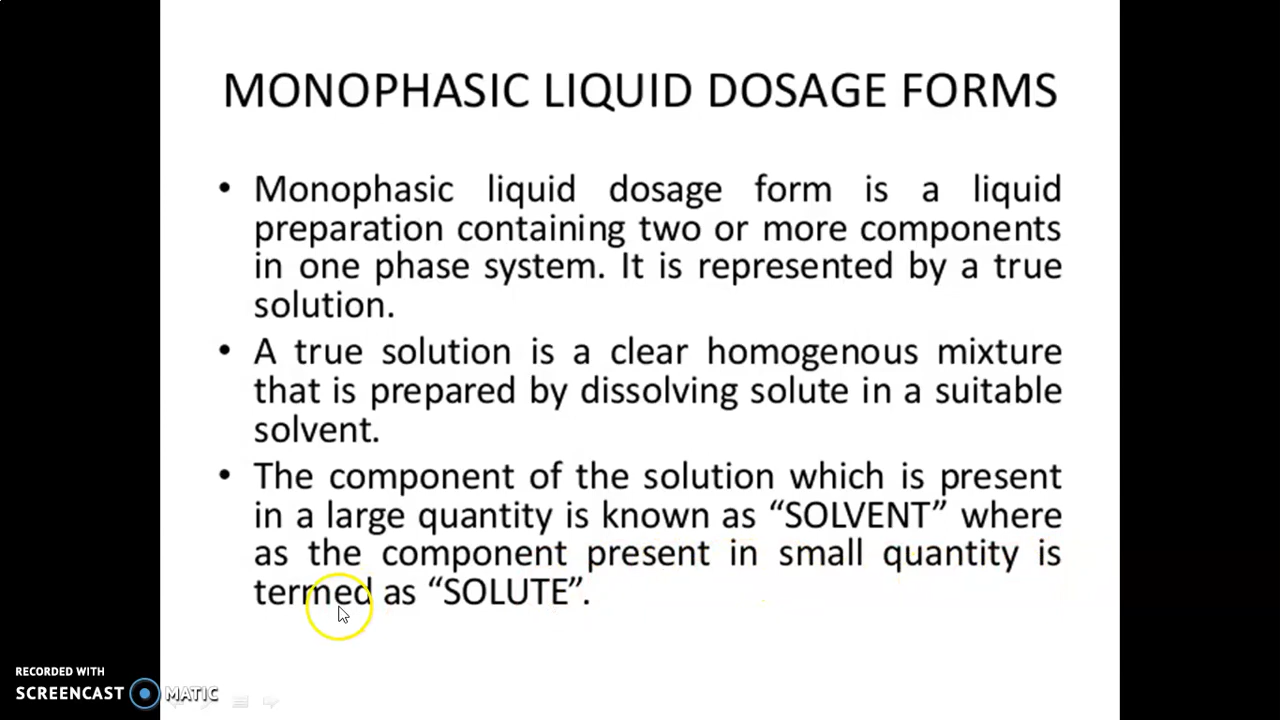 MONOPHASIC LIQUID DOSAGE FORMS
• Monophasic liquid dosage form is a liquid
preparation containing two or more components
in one phase system. It is represented by a true
solution.
• A true solution is a clear homogenous mixture
that is prepared by dissolving solute in a suitable
solvent.
• The component of the solution which is present
in a large quantity is known as “SOLVENT” where
as the component present in small quantity is
termed as “SOLUTE”.
RECORDED WITH
SCREENCAST MATIC